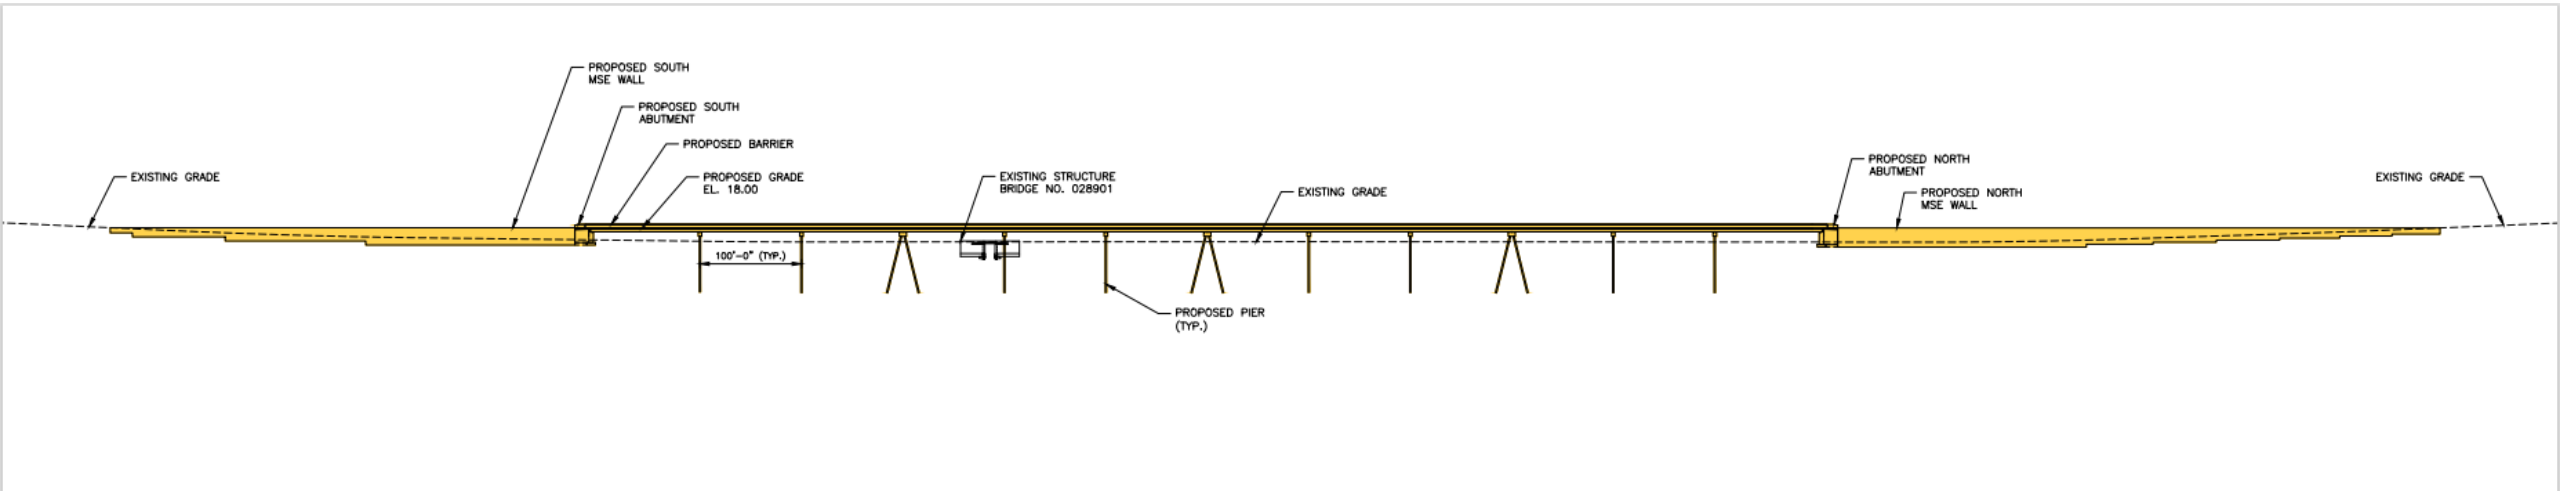 PROPOSED SOUTH
MSE WALL
PROPOSED SOUTH
ABUTMENT
PROPOSED BARRIER
EXISTING GRADE
PROPOSED GRADE
EL. 18.00
EXISTING STRUCTURE
BRIDGE NO. 028901
EXISTING GRADE
PROPOSED NORTH
ABUTMENT
PROPOSED NORTH
MSE WALL
EXISTING GRADE
100'-0" (TYP.)
PROPOSED PIER
(TYP.)